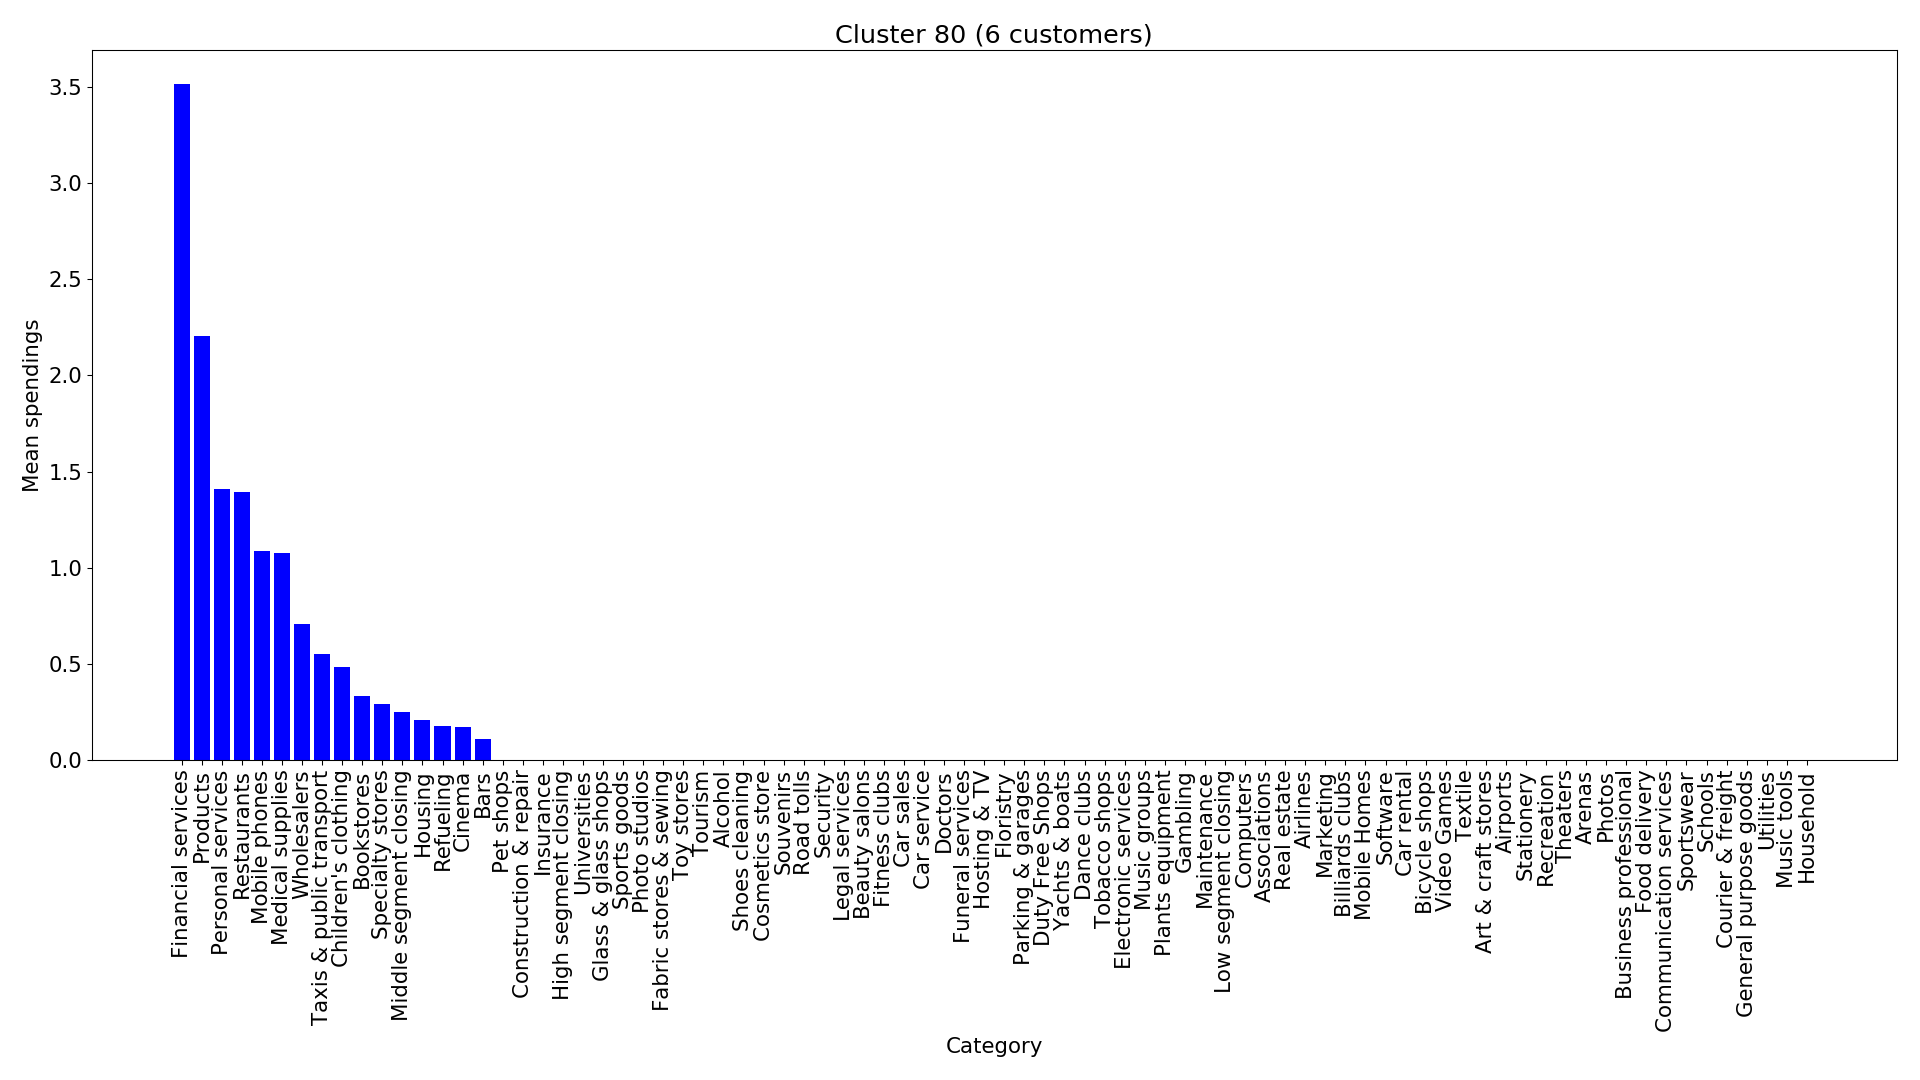 Cluster 80 (6 customers)
Mean spendings
3.5
3.0
2.5
2.0
1.5
1.0
0.5
0.0
Financial services
Products
Personal services
Restaurants
Mobile phones
Medical supplies
Wholesalers
Taxis & public transport
Children's clothing
Bookstores
Specialty stores
Middle segment closing
Housing
Refuelling
Cinema
Bars
Pet shops
Construction & repair
Insurance
High segment closing
Universities
Glass & glass shops
Sports goods
Photo studios
Fabric stores & sewing
Toy stores
Tourism
Alcohol
Shoes cleaning
Cosmetics store
Souvenirs
Road tolls
Security
Legal services
Beauty salons
Fitness clubs
Car sales
Car service
Doctors
Funeral services
Hosting & TV
Floristry
Parking & garages
Duty Free Shops
Yachts & boats
Dance clubs
Tobacco shops
Electronic services
Music groups
Plants equipment
Gambling
Maintenance
Low segment closing
Computers
Associations
Real estate
Airlines
Marketing
Billiards clubs
Mobile Homes
Software
Car rental
Bicycle shops
Video Games
Textile
Art & craft stores
Airports
Stationery
Recreation
Theaters
Arenas
Photos
Business professional
Food delivery
Communication services
Sportswear
Schools
Courier & freight
General purpose goods
Utilities
Music tools
Household
Category